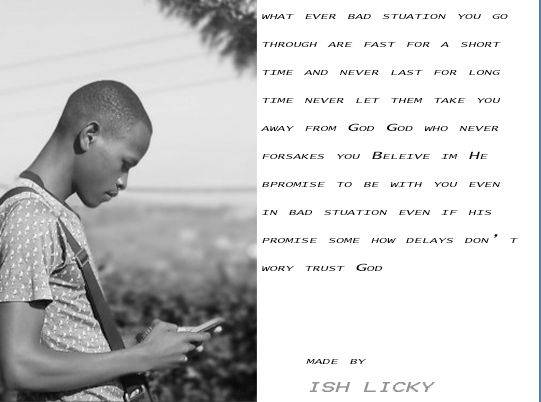 WHAT EVER BAD STUATION YOU GO
THROUGH ARE FAST FOR A SHORT
TIME AND NEVER LAST FOR LONG
TIME NEVER LET THEM TAKE YOU
AWAY FROM GOD GOD WHO NEVER
FORSAKES YOU BELEIVE IM HE
BPROMISE TO BE WITH YOU EVEN
IN BAD STUATION EVEN IF HIS
PROMISE SOME HOW DELAYS DON'T
WORY TRUST GOD
MADE BY
ISH LICKY